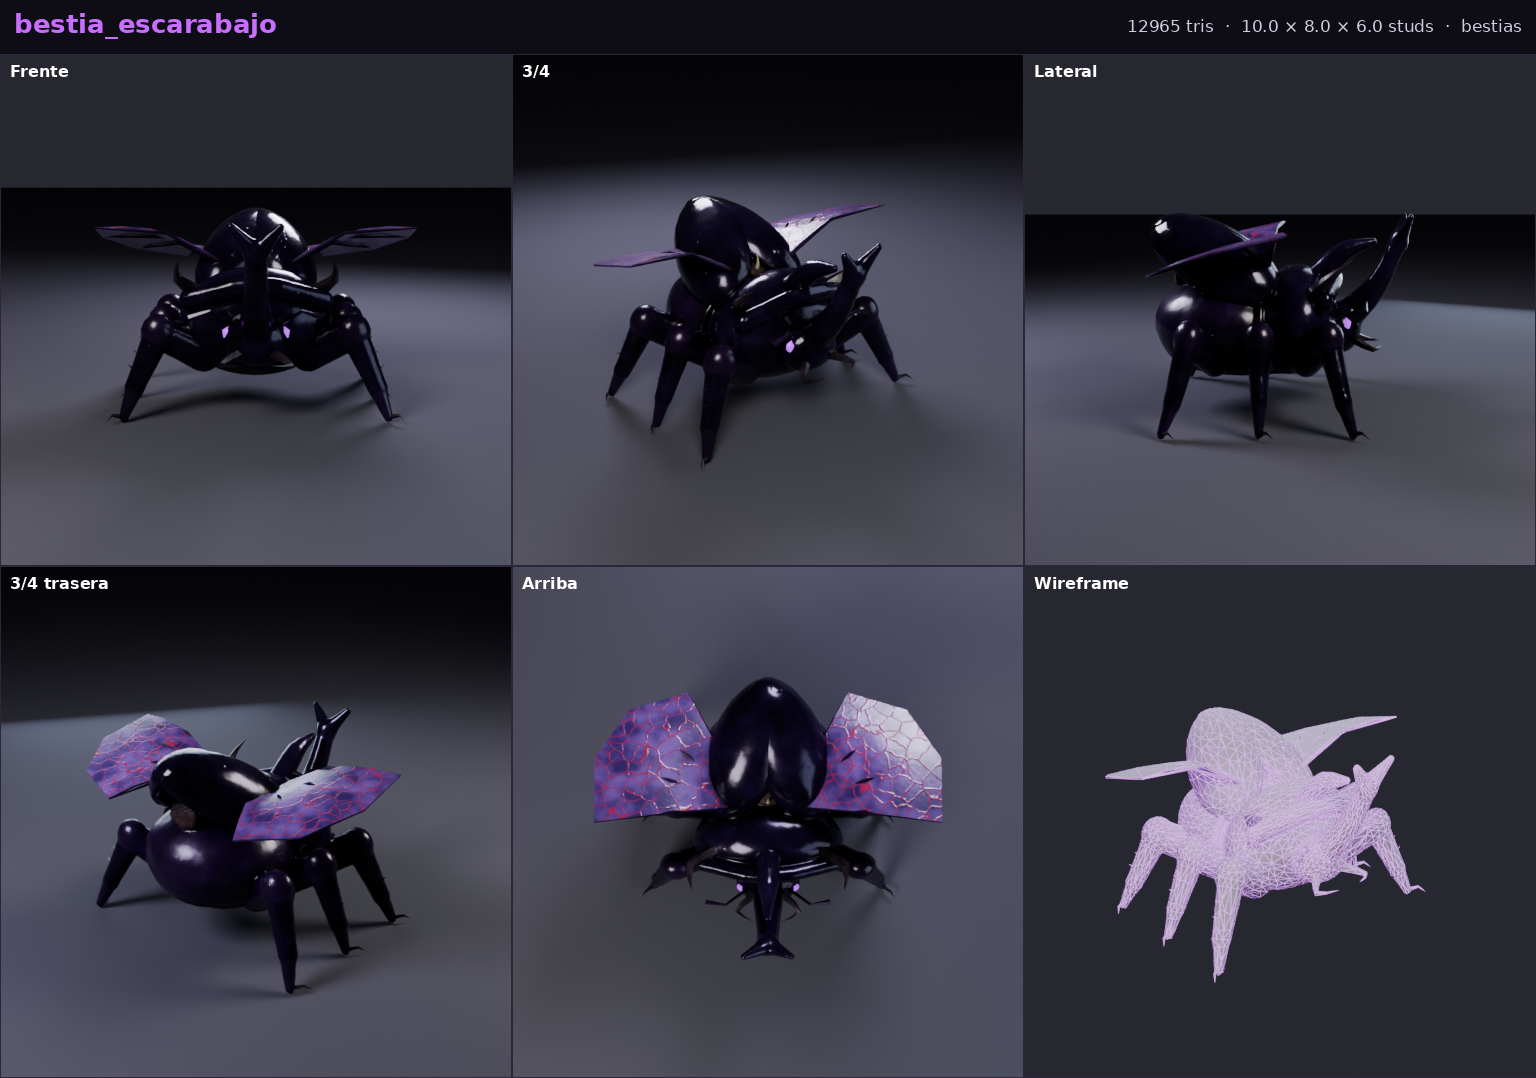 bestia_escarabajo
12965 tris · 10.0 × 8.0 × 6.0 studs · bestias
Frente
3/4
Lateral
3/4 trasera
Arriba
Wireframe